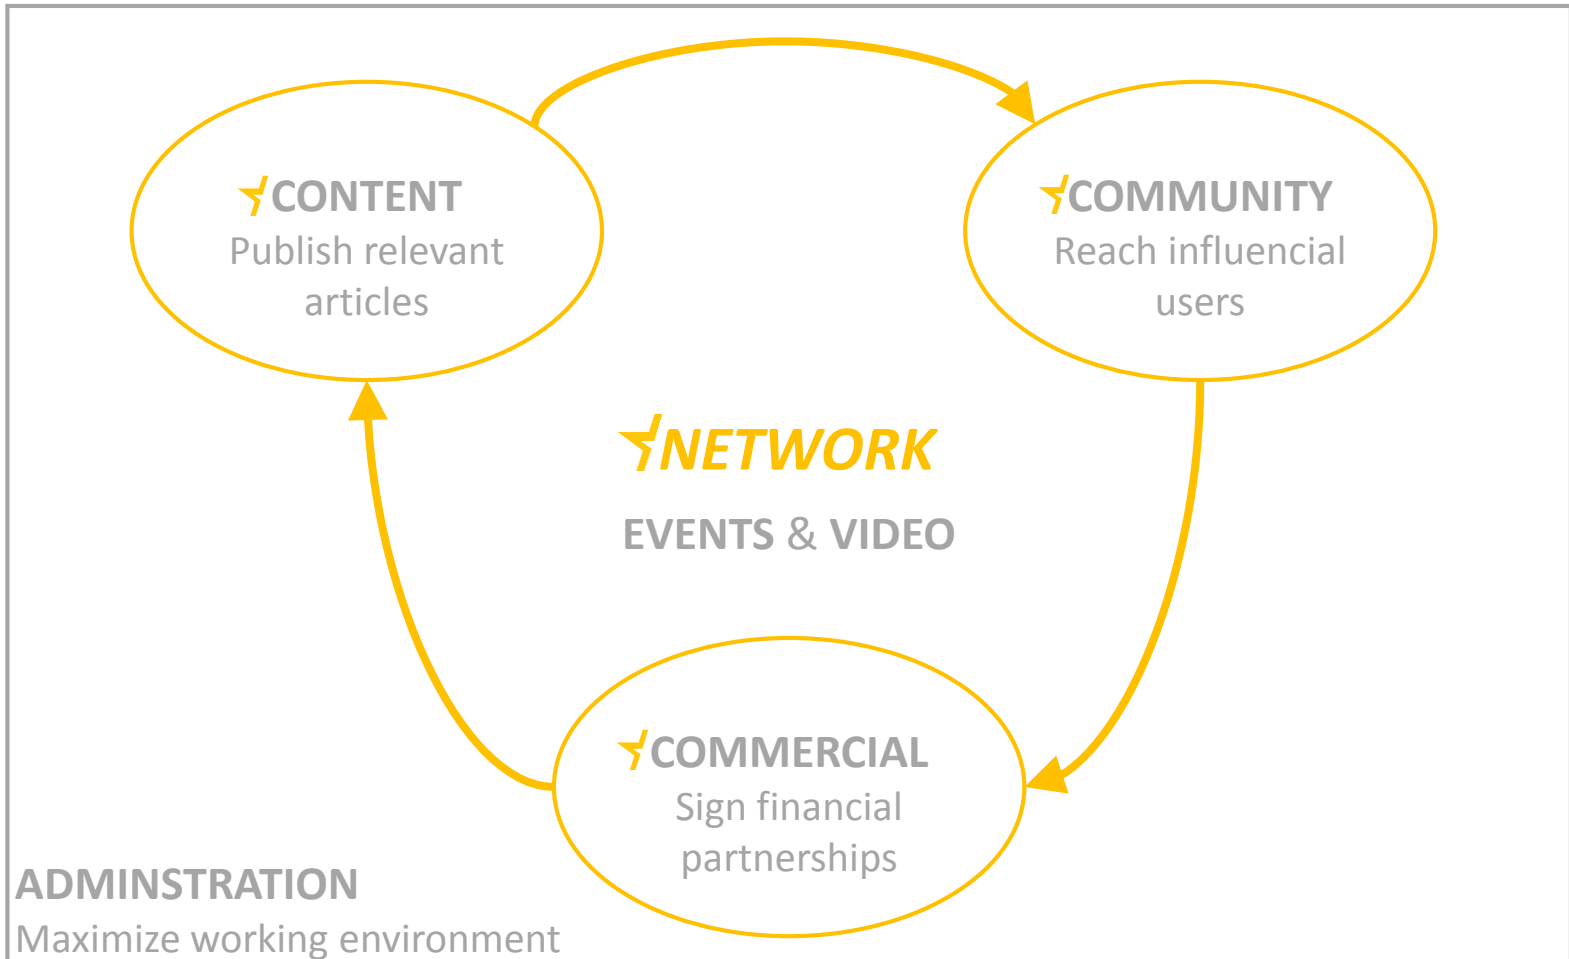 CONTENT
Publish relevant
articles
COMMUNITY
Reach influencial
users
NETWORK
EVENTS & VIDEO
COMMERCIAL
Sign financial
partnerships
ADMINSTRATION
Maximize working environment